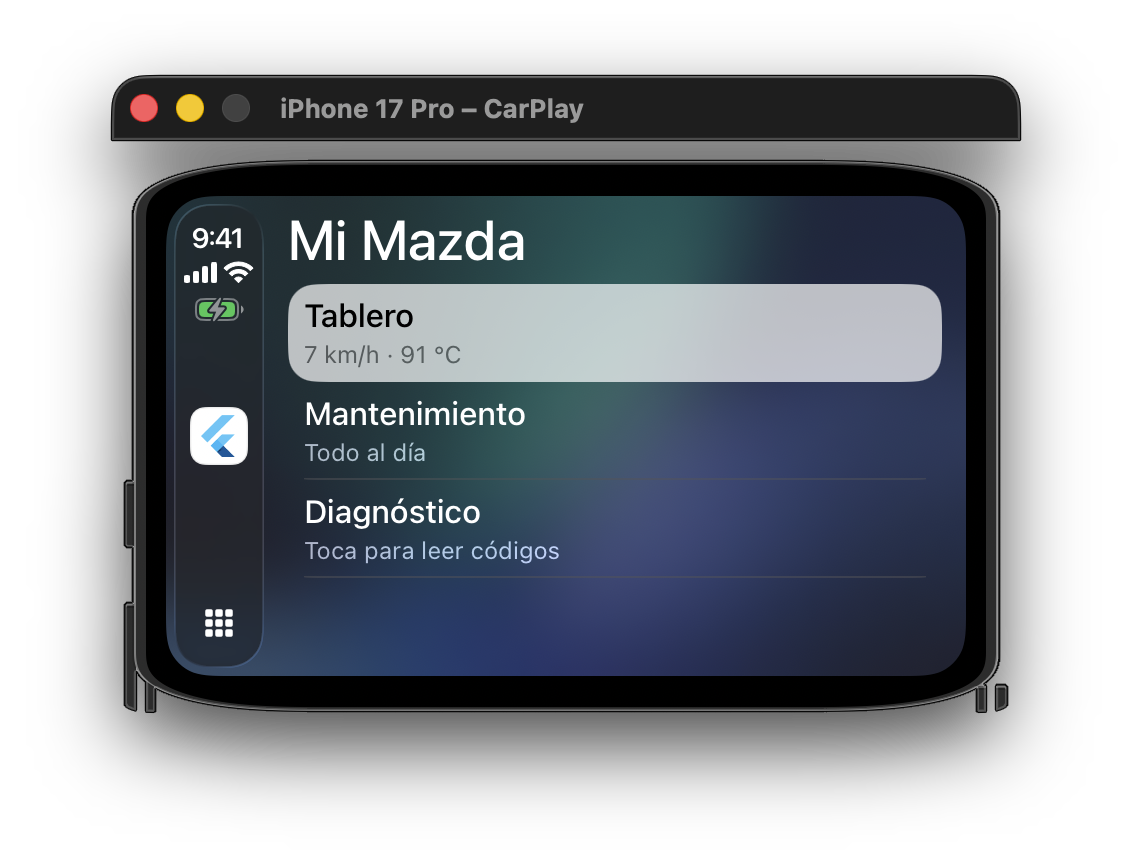 iPhone 17 Pro – CarPlay
9:41
Mi Mazda
Tablero
7 km/h · 91 °C
Mantenimiento
Todo al día
Diagnóstico
Toca para leer códigos